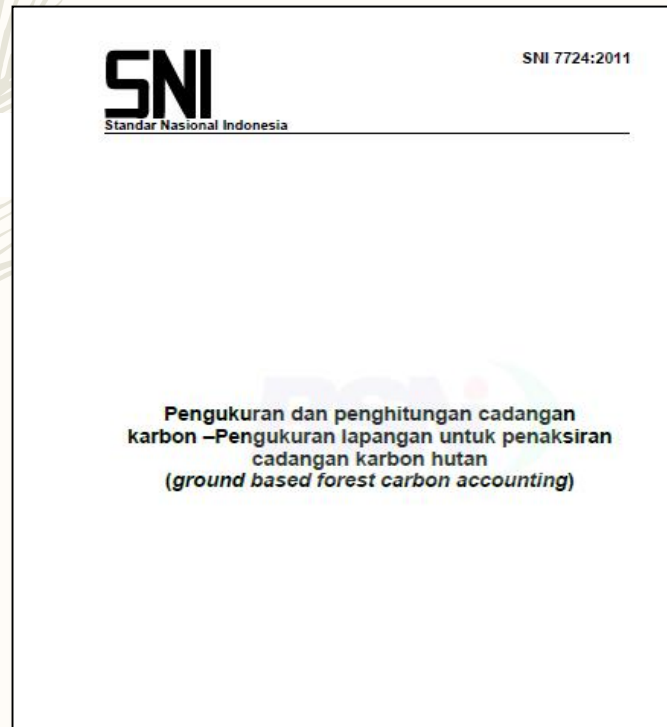 SNI 7724:2011
SNI
Standar Nasional Indonesia
Pengukuran dan penghitungan cadangan
karbon –Pengukuran lapangan untuk penaksiran
cadangan karbon hutan
(ground based forest carbon accounting)